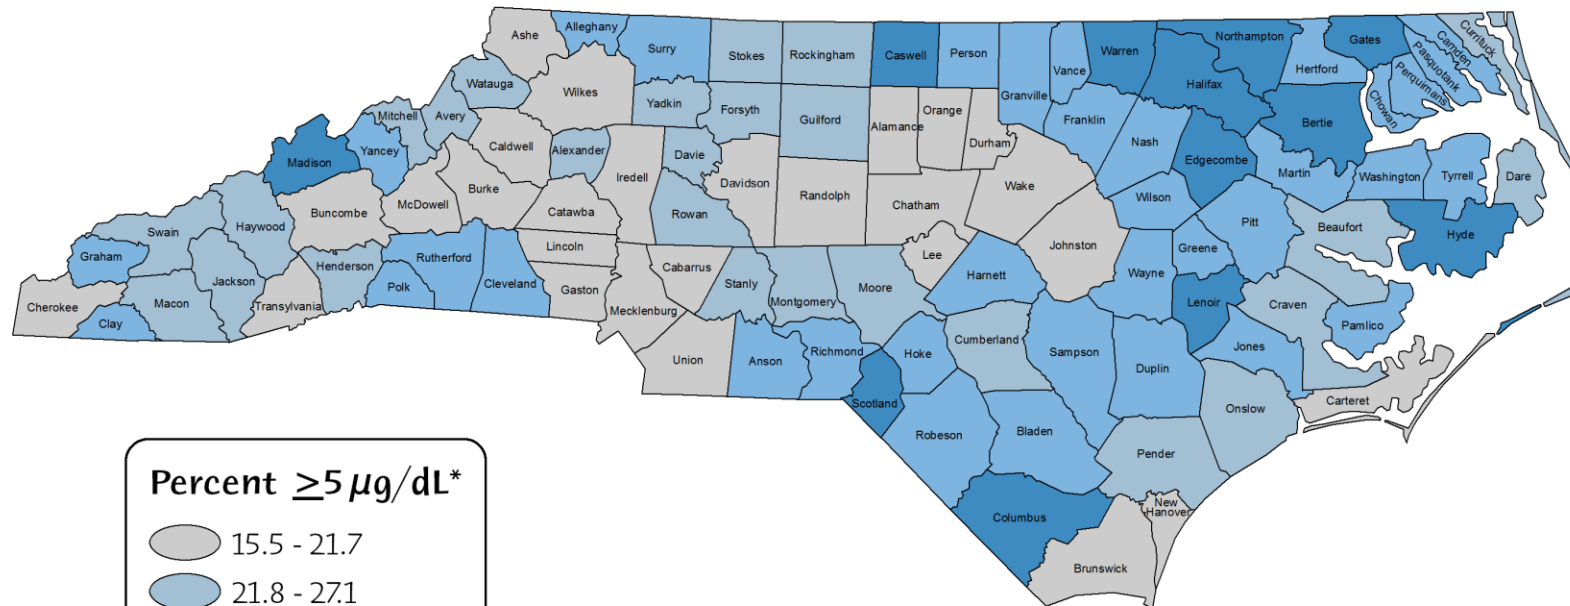 Ashe
Alleghany
Surry
Stokes
Rockingham
Caswell
Person
Granville
Vance
Warren
Northampton
Halifax
Hertford
Gates
Currituck
Camden
Pasquotank
Perquimans
Chowan
Watauga
Wilkes
Yadkin
Forsyth
Guilford
Alamance
Orange
Durham
Franklin
Nash
Edgecombe
Bertie
Martin
Washington
Tyrrell
Dare
Mitchell
Avery
Caldwell
Alexander
Davie
Iredell
Davidson
Randolph
Chatham
Wake
Wilson
Pitt
Beaufort
Hyde
Madison
Yancey
Burke
McDowell
Buncombe
Catawba
Rowan
Johnston
Greene
Wayne
Swain
Haywood
Lincoln
Cabarrus
Lee
Harnett
Graham
Jackson
Henderson
Rutherford
Polk
Cleveland
Gaston
Stanly
Montgomery
Moore
Lenoir
Craven
Pamlico
Cherokee
Macon
Transylvania
Clay
Mecklenburg
Union
Anson
Richmond
Hoke
Cumberland
Sampson
Duplin
Jones
Onslow
Carteret
Scotland
Robeson
Bladen
Pender
Columbus
New
Hanover
Brunswick
Percent ≥5 µg/dL*
15.5 - 21.7
21.8 - 27.1